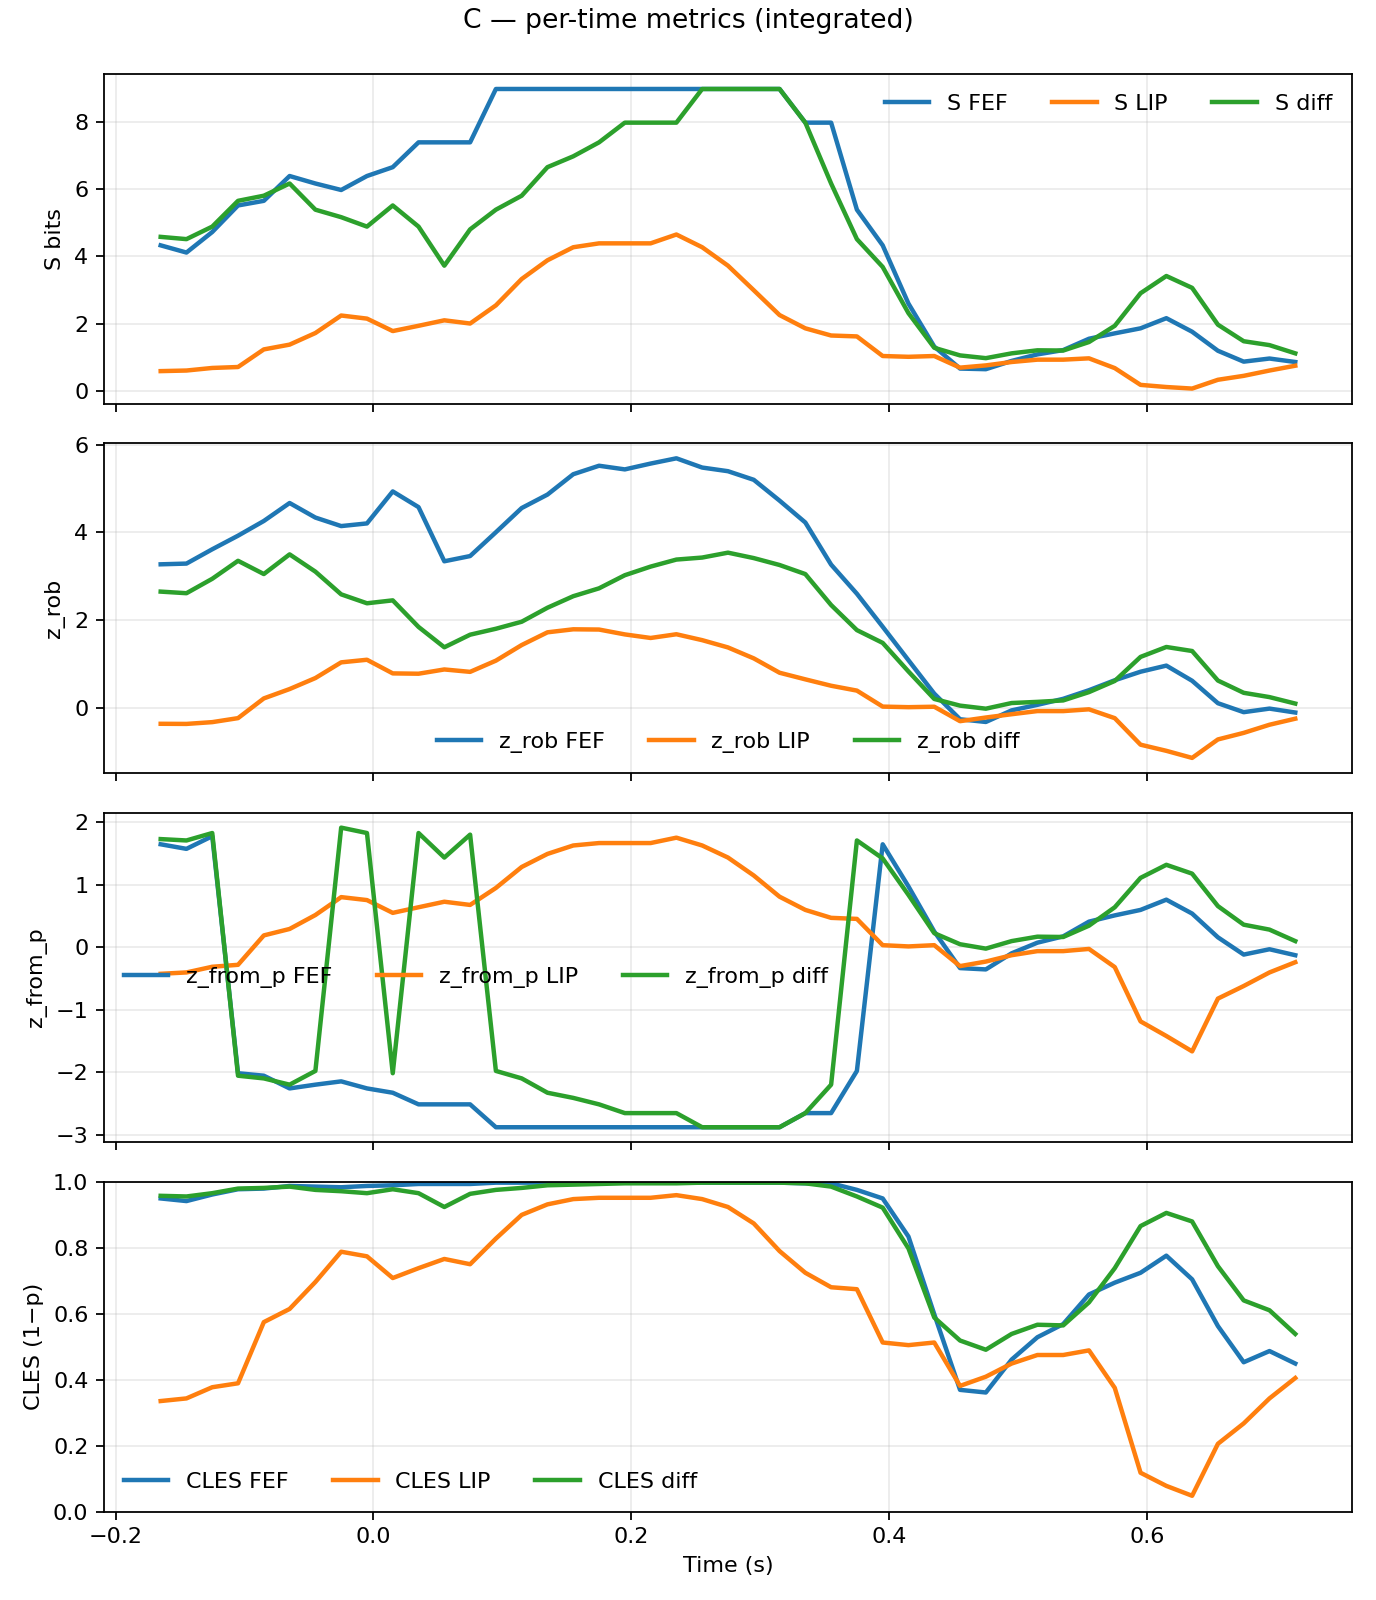 C — per-time metrics (integrated)
S bits
8
6
4
2
0
S FEF
S LIP
S diff
z_rob
6
4
2
0
z_rob FEF
z_rob LIP
z_rob diff
z_from_p
2
1
0
−1
−2
−3
z_from_p FEF
z_from_p LIP
z_from_p diff
CLES (1−p)
1.0
0.8
0.6
0.4
0.2
0.0
CLES FEF
CLES LIP
CLES diff
−0.2
0.0
0.2
0.4
0.6
Time (s)